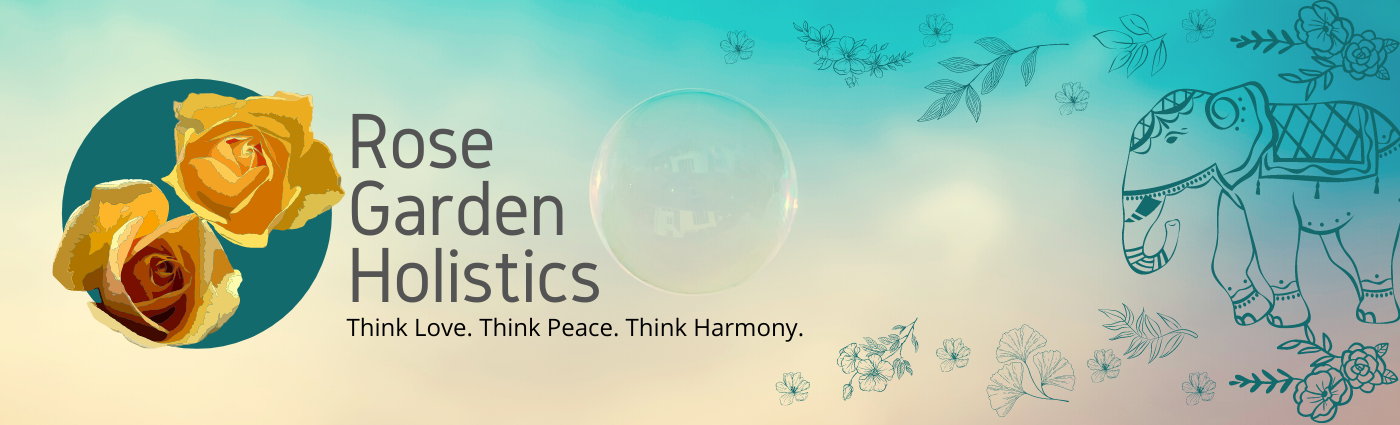 Rose
Garden
Holistics
Think Love. Think Peace. Think Harmony.